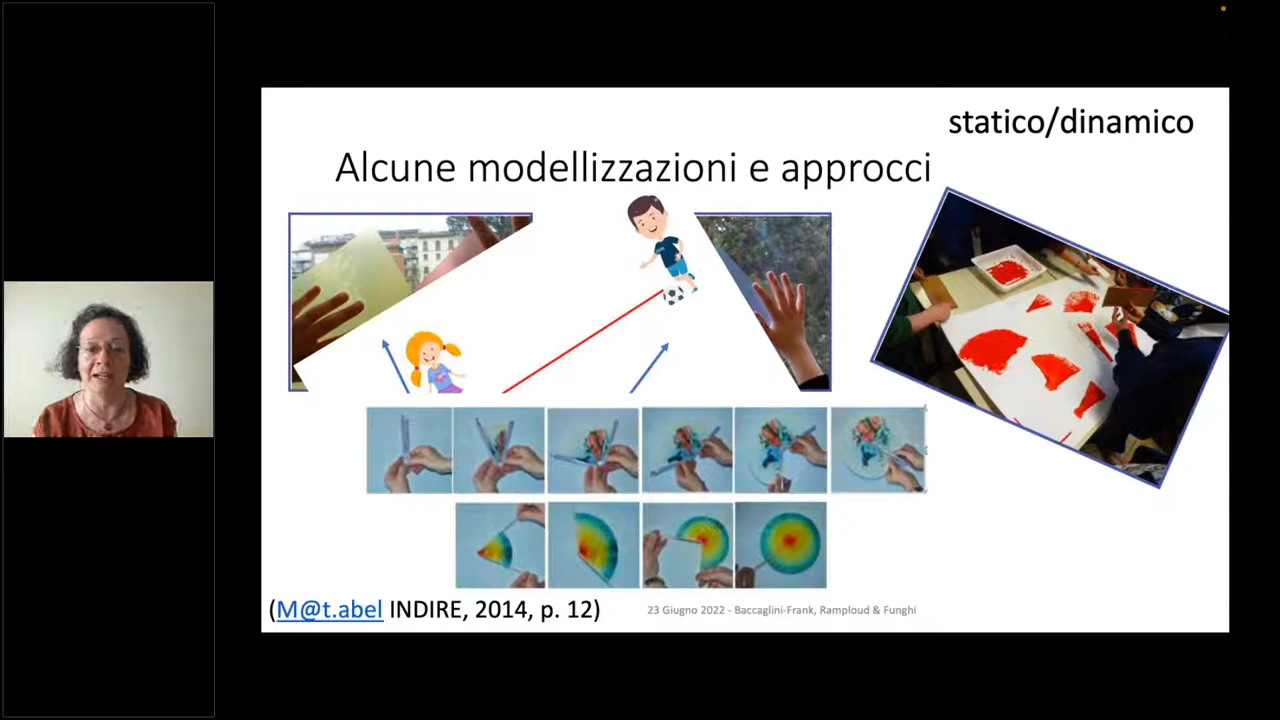 statico/dinamico
Alcune modellizzazioni e approcci
(M@t.abel INDIRE, 2014, p. 12)
23 Giugno 2022 - Baccaglini-Frank, Ramploud & Funghi